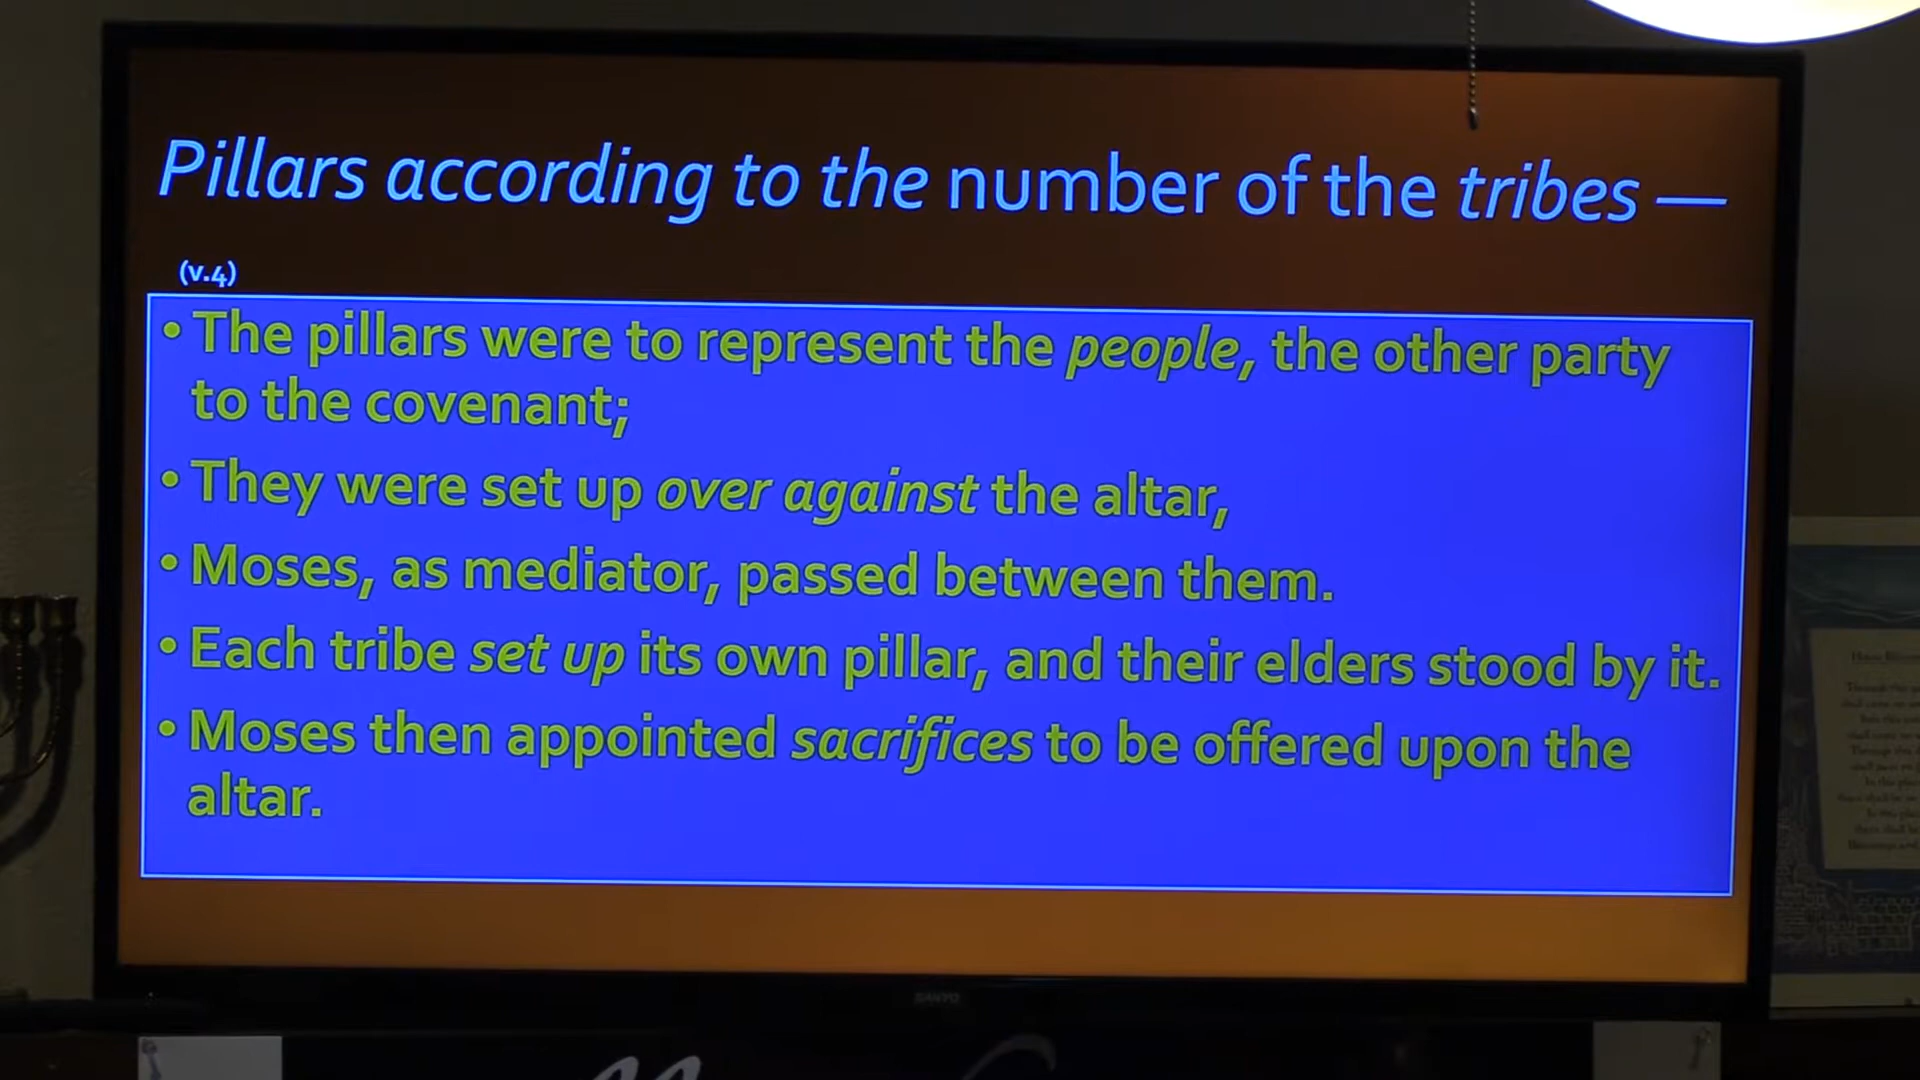 Pillars according to the number of the tribes —
(v.4)
• The pillars were to represent the people, the other party
to the covenant;
• They were set up over against the altar,
• Moses, as mediator, passed between them.
• Each tribe set up its own pillar, and their elders stood by it.
• Moses then appointed sacrifices to be offered upon the
altar.
SANYO